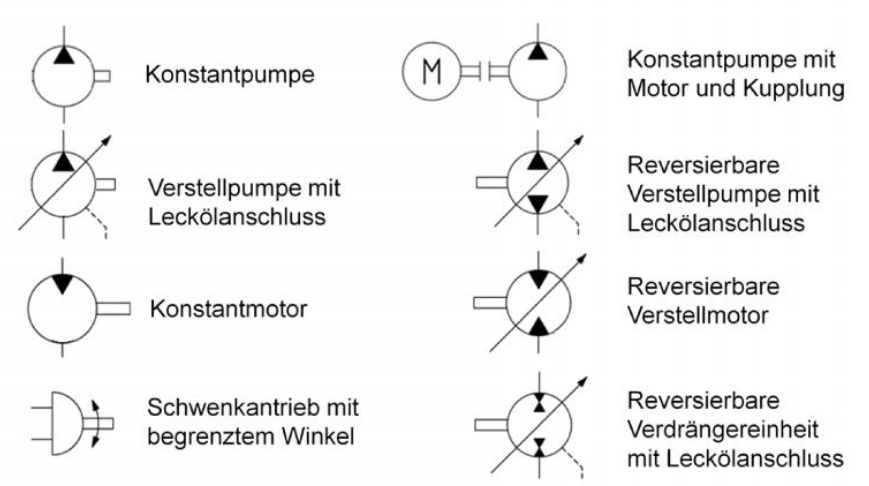 Konstantpumpe
M
Konstantpumpe mit
Motor und Kupplung
Verstellpumpe mit
Leckölanschluss
Reversierbare
Verstellpumpe mit
Leckölanschluss
Konstantmotor
Reversierbare
Verstellmotor
Schwenkantrieb mit
begrenztem Winkel
Reversierbare
Verdrängereinheit
mit Leckölanschluss